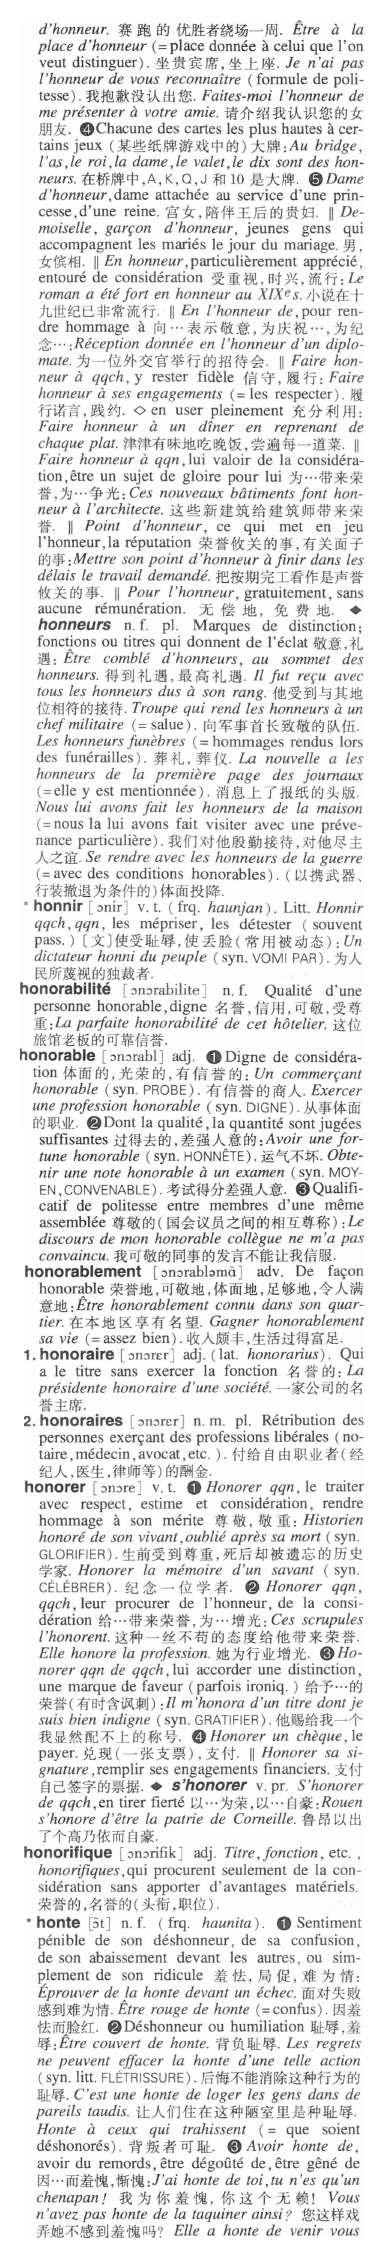 d'honneur. 赛跑的优胜者绕场一周. Être à la
place d'honneur (=place donnée à celui que l'on
veut distinguer). 坐贵宾席,坐上座. Je n'ai pas
l'honneur de vous reconnaître (formule de poli-
tesse). 我抱歉没认出您. Faites-moi l'honneur de
me présenter à votre amie. 请介绍我认识您的女
朋友. ❹Chacune des cartes les plus hautes à cer-
tains jeux (某些纸牌游戏中的)大牌:Au bridge,
l'as,le roi,la dame,le valet,le dix sont des hon-
neurs. 在桥牌中,A,K,Q,J 和 10 是大牌. ❺Dame
d'honneur,dame attachée au service d'une prin-
cesse,d'une reine. 宫女,陪伴王后的贵妇. ‖ De-
moiselle, garçon d'honneur, jeunes gens qui
accompagnent les mariés le jour du mariage. 男,
女傧相. ‖ En honneur,particulièrement apprécié,
entouré de considération 受重视,时兴,流行:Le
roman a été fort en honneur au XIXᵉ s. 小说在十
九世纪已非常流行. ‖ En l'honneur de,pour ren-
dre hommage à 向…表示敬意,为庆祝…,为纪
念…:Réception donnée en l'honneur d'un diplo-
mate. 为一位外交官举行的招待会. ‖ Faire hon-
neur à qqch, y rester fidèle 信守,履行:Faire
honneur à ses engagements (=les respecter). 履
行诺言,践约. ◇en user pleinement 充分利用:
Faire honneur à un dîner en reprenant de
chaque plat. 津津有味地吃晚饭,尝遍每一道菜. ‖
Faire honneur à qqn,lui valoir de la considéra-
tion,être un sujet de gloire pour lui 为…带来荣
誉,为…争光:Ces nouveaux bâtiments font hon-
neur à l'architecte. 这些新建筑给建筑师带来荣
誉. ‖ Point d'honneur, ce qui met en jeu
l'honneur,la réputation 荣誉攸关的事,有关面子
的事:Mettre son point d'honneur à finir dans les
délais le travail demandé. 把按期完工看作是声誉
攸关的事. ‖ Pour l'honneur, gratuitement, sans
aucune rémunération. 无偿地,免费地. ◆
honneurs n. f. pl. Marques de distinction;
fonctions ou titres qui donnent de l'éclat 敬意,礼
遇: Être comblé d'honneurs, au sommet des
honneurs. 得到礼遇,最高礼遇. Il fut reçu avec
tous les honneurs dus à son rang. 他受到与其地
位相符的接待. Troupe qui rend les honneurs à un
chef militaire (=salue). 向军事首长致敬的队伍.
Les honneurs funèbres (=hommages rendus lors
des funérailles). 葬礼,葬仪. La nouvelle a les
honneurs de la première page des journaux
(=elle y est mentionnée). 消息上了报纸的头版.
Nous lui avons fait les honneurs de la maison
(=nous la lui avons fait visiter avec une préve-
nance particulière). 我们对他殷勤接待,对他尽主
人之谊. Se rendre avec les honneurs de la guerre
(=avec des conditions honorables). (以携武器、
行装撤退为条件的)体面投降.
*honnir [ɔnir] v. t. (frq. haunjan). Litt. Honnir
qqch,qqn, les mépriser, les détester (souvent
pass.) 〔文〕使受耻辱,使丢脸(常用被动态):Un
dictateur honni du peuple (syn. VOMI PAR). 为人
民所蔑视的独裁者.
honorabilité [ɔnɔrabilite] n. f. Qualité d'une
personne honorable,digne 名誉,信用,可敬,受尊
重:La parfaite honorabilité de cet hôtelier. 这位
旅馆老板的可靠信誉.
honorable [ɔnɔrabl] adj. ❶Digne de considéra-
tion 体面的,光荣的,有信誉的: Un commerçant
honorable (syn. PROBE). 有信誉的商人. Exercer
une profession honorable (syn. DIGNE). 从事体面
的职业. ❷Dont la qualité,la quantité sont jugées
suffisantes 过得去的,差强人意的:Avoir une for-
tune honorable (syn. HONNÊTE). 运气不坏. Obte-
nir une note honorable à un examen (syn. MOY-
EN,CONVENABLE). 考试得分差强人意. ❸Qualifi-
catif de politesse entre membres d'une même
assemblée 尊敬的(国会议员之间的相互尊称):Le
discours de mon honorable collègue ne m'a pas
convaincu. 我可敬的同事的发言不能让我信服.
honorablement [ɔnɔrabləmɑ̃] adv. De façon
honorable 荣誉地,可敬地,体面地,足够地,令人满
意地:Être honorablement connu dans son quar-
tier. 在本地区享有名望. Gagner honorablement
sa vie (=assez bien). 收入颇丰,生活过得富足.
1. honoraire [ɔnɔrɛr] adj. (lat. honorarius). Qui
a le titre sans exercer la fonction 名誉的: La
présidente honoraire d'une société. 一家公司的名
誉主席.
2. honoraires [ɔnɔrɛr] n. m. pl. Rétribution des
personnes exerçant des professions libérales (no-
taire,médecin,avocat,etc.). 付给自由职业者(经
纪人,医生,律师等)的酬金.
honorer [ɔnɔre] v. t. ❶ Honorer qqn, le traiter
avec respect, estime et considération, rendre
hommage à son mérite 尊敬,敬重: Historien
honoré de son vivant,oublié après sa mort (syn.
GLORIFIER). 生前受到尊重,死后却被遗忘的历史
学家. Honorer la mémoire d'un savant (syn.
CÉLÉBRER). 纪念一位学者. ❷ Honorer qqn,
qqch,leur procurer de l'honneur, de la consi-
dération 给…带来荣誉,为…增光: Ces scrupules
l'honorent. 这种一丝不苟的态度给他带来荣誉.
Elle honore la profession. 她为行业增光. ❸Ho-
norer qqn de qqch,lui accorder une distinction,
une marque de faveur (parfois ironiq.) 给予…的
荣誉(有时含讽刺):Il m'honora d'un titre dont je
suis bien indigne (syn. GRATIFIER). 他赐给我一个
我显然配不上的称号. ❹Honorer un chèque,le
payer. 兑现(一张支票),支付. ‖ Honorer sa si-
gnature,remplir ses engagements financiers. 支付
自己签字的票据. ◆ s'honorer v. pr. S'honorer
de qqch,en tirer fierté 以…为荣,以…自豪:Rouen
s'honore d'être la patrie de Corneille. 鲁昂以出
了个高乃依而自豪.
honorifique [ɔnɔrifik] adj. Titre,fonction, etc.,
honorifiques,qui procurent seulement de la con-
sidération sans apporter d'avantages matériels.
荣誉的,名誉的(头衔,职位).
*honte [ɔ̃t] n. f. (frq. haunita). ❶ Sentiment
pénible de son déshonneur, de sa confusion,
de son abaissement devant les autres, ou sim-
plement de son ridicule 羞怯,局促,难为情:
Éprouver de la honte devant un échec. 面对失败
感到难为情. Être rouge de honte (=confus). 因羞
怯而脸红. ❷Déshonneur ou humiliation 耻辱,羞
辱:Être couvert de honte. 背负耻辱. Les regrets
ne peuvent effacer la honte d'une telle action
(syn. litt. FLÉTRISSURE). 后悔不能消除这种行为的
耻辱. C'est une honte de loger les gens dans de
pareils taudis. 让人们住在这种陋室里是种耻辱.
Honte à ceux qui trahissent (= que soient
déshonorés). 背叛者可耻. ❸ Avoir honte de,
avoir du remords,être dégoûté de,être gêné de
因…而羞愧,惭愧:J'ai honte de toi,tu n'es qu'un
chenapan! 我为你羞愧,你这个无赖! Vous
n'avez pas honte de la taquiner ainsi? 您这样戏
弄她不感到羞愧吗? Elle a honte de venir vous